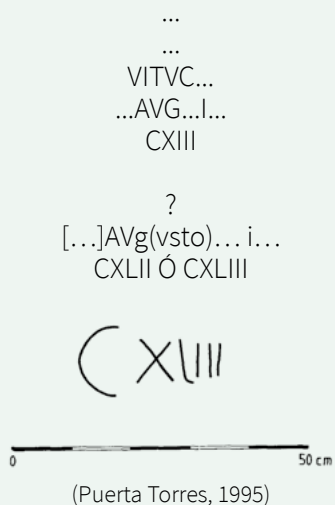 ...
...
VITVC...
...AVG...I...
CXIII
?
[...]AVg(vsto)... i...
CXLII Ó CXLIII
CXLIII
0 50 cm
(Puerta Torres, 1995)